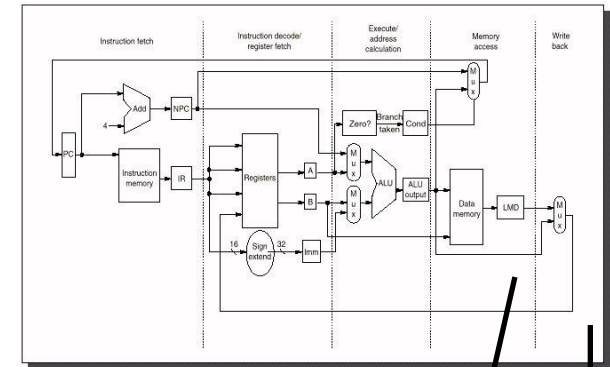 Instruction fetch
Instruction decode/
register fetch
Execute/
address
calculation
Memory
access
Write
back
Add
NPC
4
PC
Instruction
memory
IR
Registers
A
B
16
Sign
extend
32
Imm
Zero?
Branch
taken
Cond
M
u
x
M
u
x
ALU
ALU
output
M
u
x
Data
memory
LMD
M
u
x